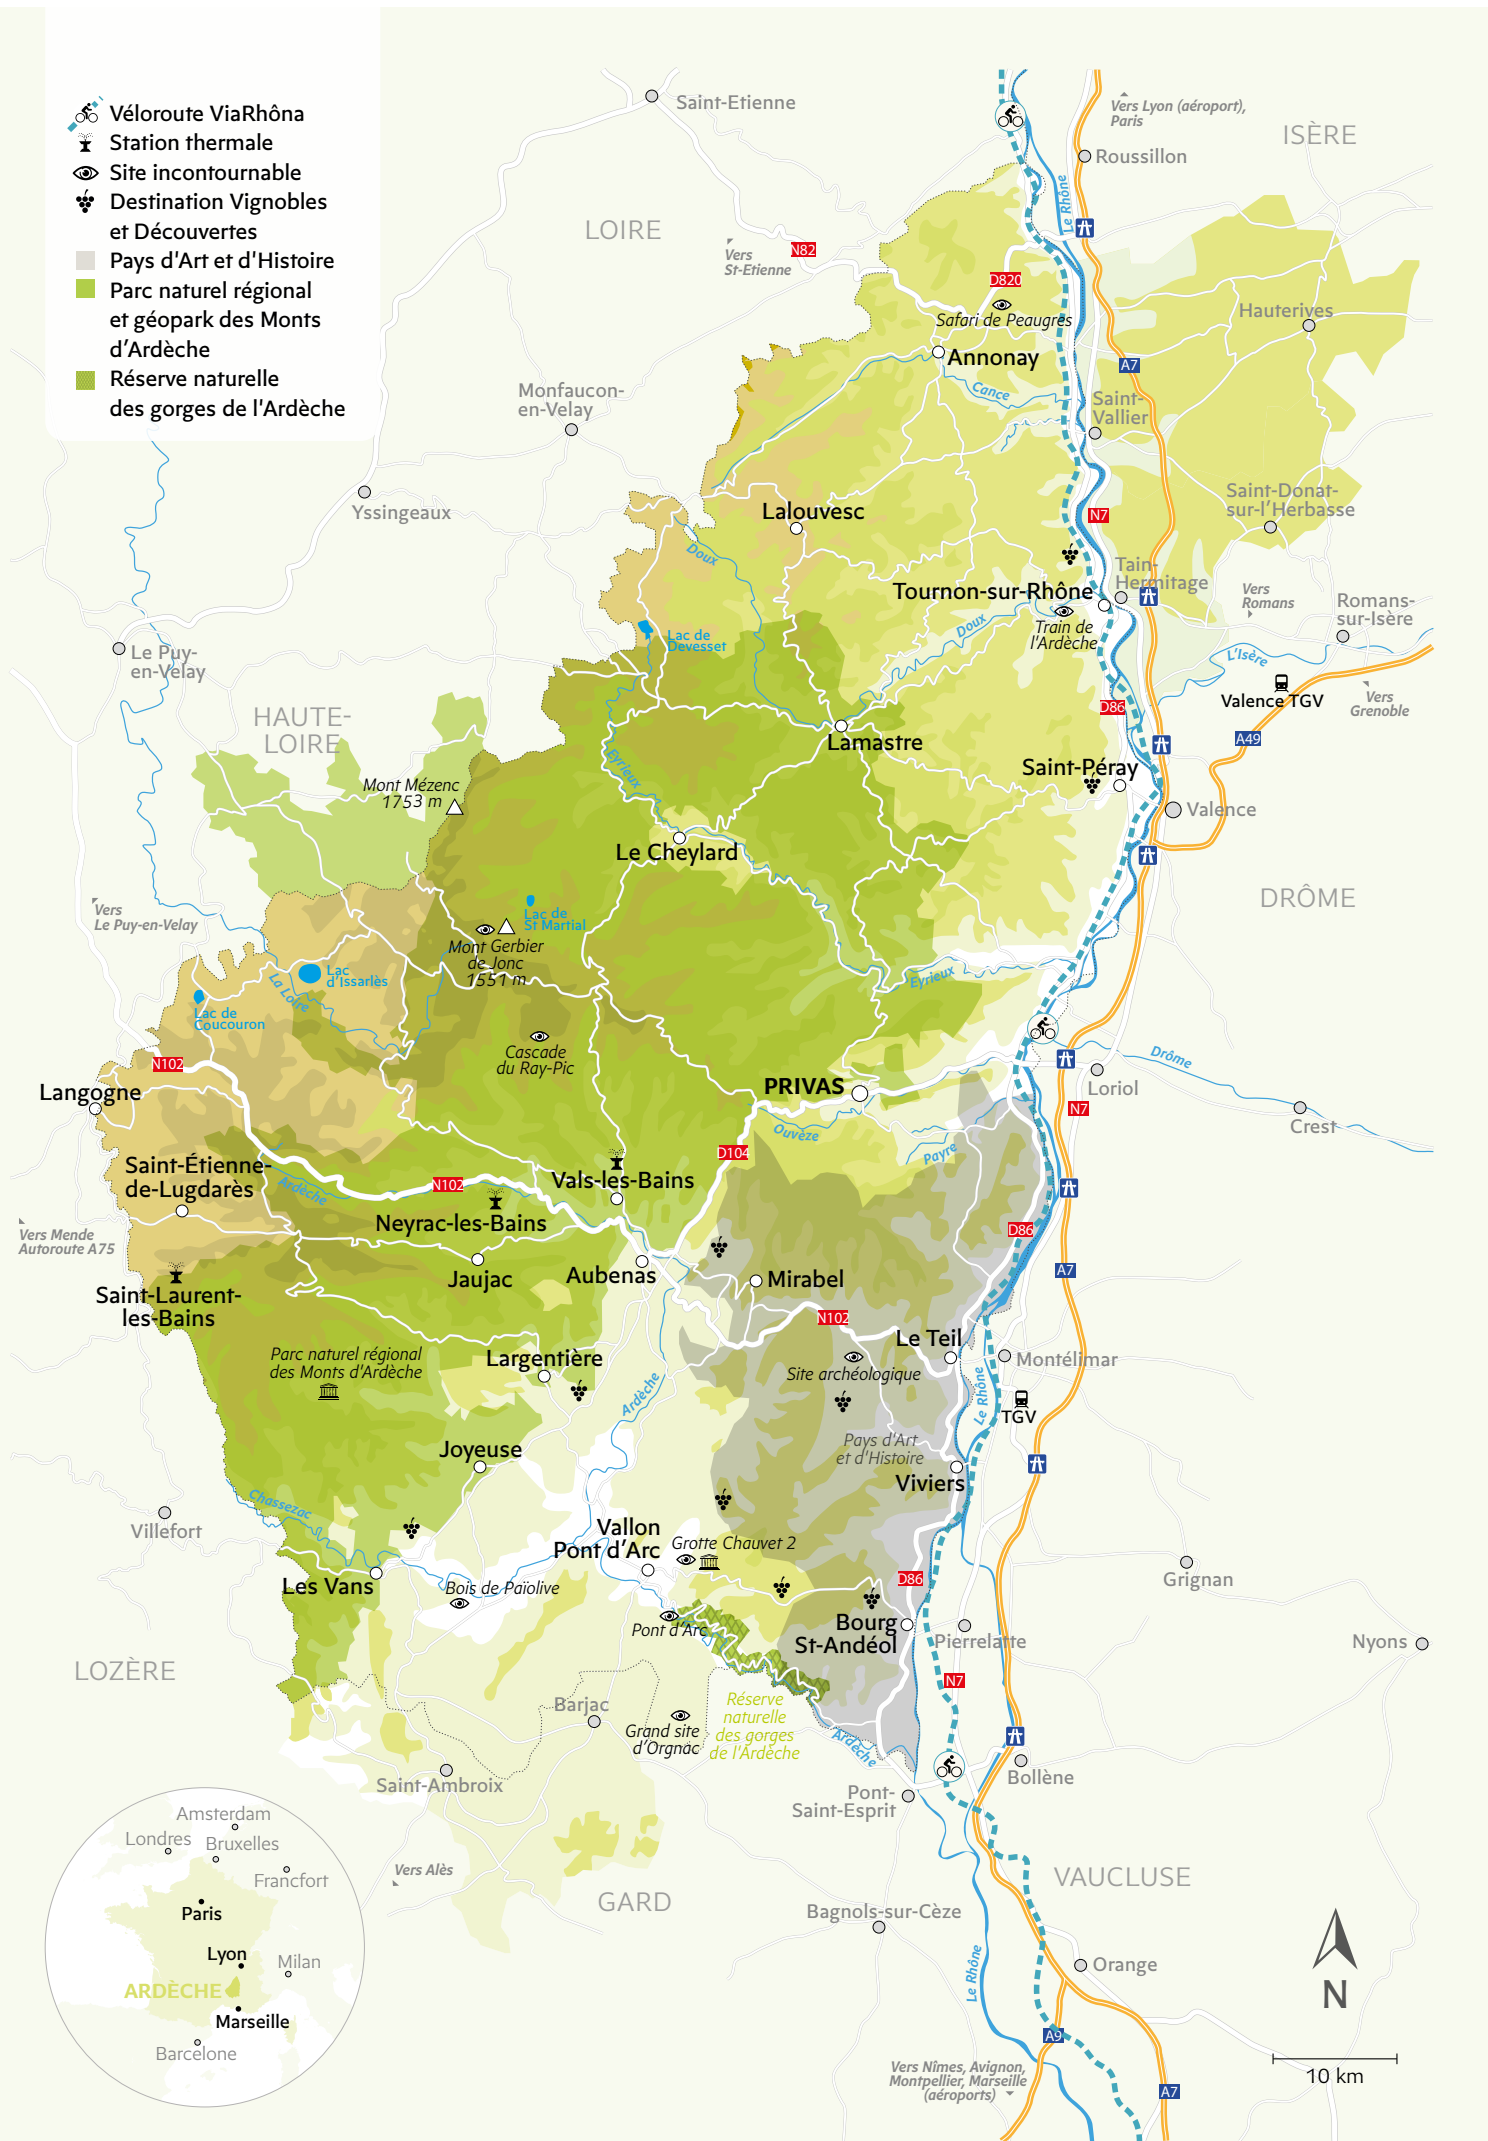 Véloroute ViaRhôna
Station thermale
Site incontournable
Destination Vignobles
et Découvertes
Pays d'Art et d'Histoire
Parc naturel régional
et géopark des Monts
d'Ardèche
Réserve naturelle
des gorges de l'Ardèche
Saint-Etienne
Vers Lyon (aéroport),
Paris
ISÈRE
Roussillon
Le Rhône
LOIRE
N82
Vers
St-Etienne
D820
Safari de Peaugres
Hauterives
Annonay
A7
Cance
Saint-
Vallier
Monfaucon-
en-Velay
Yssingeaux
Lalouvesc
N7
Saint-Donat-
sur-l'Herbasse
Doux
Tain-
Hermitage
Tournon-sur-Rhône
Vers
Romans
Romans-
sur-Isère
Train de
l'Ardèche
Doux
Lac de
Devesset
L'Isère
Le Puy-
en-Velay
Valence TGV
Vers
Grenoble
D86
A49
HAUTE-
LOIRE
Lamastre
Eyrieux
Saint-Péray
Mont Mézenc
1753 m
Valence
Le Cheylard
DRÔME
Vers
Le Puy-en-Velay
Lac de
St Martial
Mont Gerbier
de Jonc
1551 m
Lac
d'Issarlès
La Loire
Eyrieux
Lac de
Coucouron
Cascade
du Ray-Pic
N102
Drôme
Langogne
PRIVAS
Loriol
N7
Crest
Ouvèze
Payre
D104
Saint-Étienne-
de-Lugdarès
Ardèche
N102
Vals-les-Bains
Neyrac-les-Bains
Vers Mende
Autoroute A75
D86
Jaujac
Aubenas
Mirabel
A7
Saint-Laurent-
les-Bains
N102
Le Teil
Parc naturel régional
des Monts d'Ardèche
Largentière
Site archéologique
Montélimar
Ardèche
Le Rhône
TGV
Joyeuse
Pays d'Art
et d'Histoire
Viviers
Chassezac
Villefort
Vallon
Pont d'Arc
Grotte Chauvet 2
Les Vans
Bois de Païolive
D86
Grignan
Pont d'Arc
Bourg
St-Andéol
Pierrelatte
Nyons
LOZÈRE
N7
Barjac
Grand site
d'Orgnac
Réserve
naturelle
des gorges
de l'Ardèche
Ardèche
Saint-Ambroix
Bollène
Pont-
Saint-Esprit
Amsterdam
Londres
Bruxelles
Francfort
Vers Alès
VAUCLUSE
GARD
Paris
Bagnols-sur-Cèze
Lyon
Milan
Le Rhône
Orange
ARDÈCHE
N
Marseille
A9
Barcelone
Vers Nîmes, Avignon,
Montpellier, Marseille
(aéroports)
10 km
A7